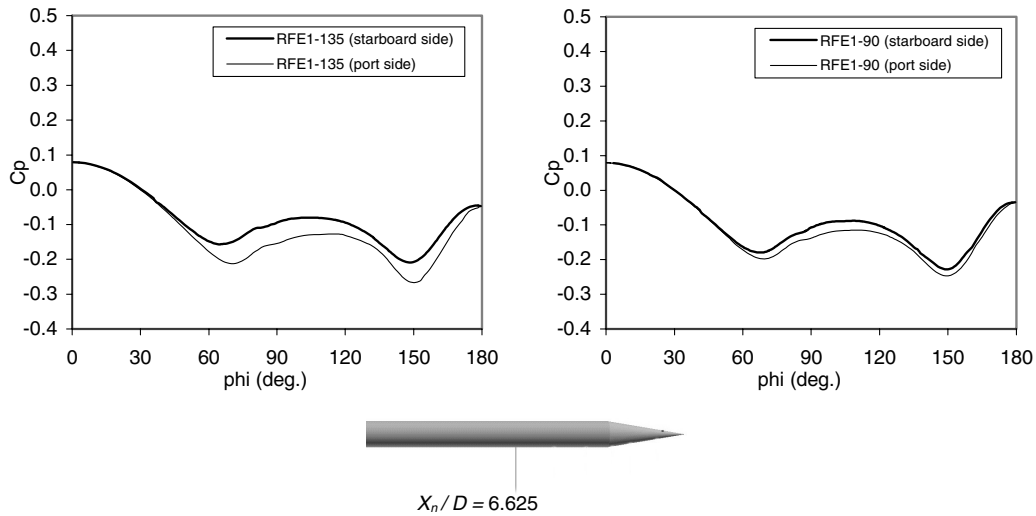 0.5
0.4
0.3
0.2
0.1
0.0
-0.1
-0.2
-0.3
-0.4
Cp
RFE1-135 (starboard side)
RFE1-135 (port side)
0 30 60 90 120 150 180
phi (deg.)
0.5
0.4
0.3
0.2
0.1
0.0
-0.1
-0.2
-0.3
-0.4
Cp
RFE1-90 (starboard side)
RFE1-90 (port side)
0 30 60 90 120 150 180
phi (deg.)
Xn / D = 6.625